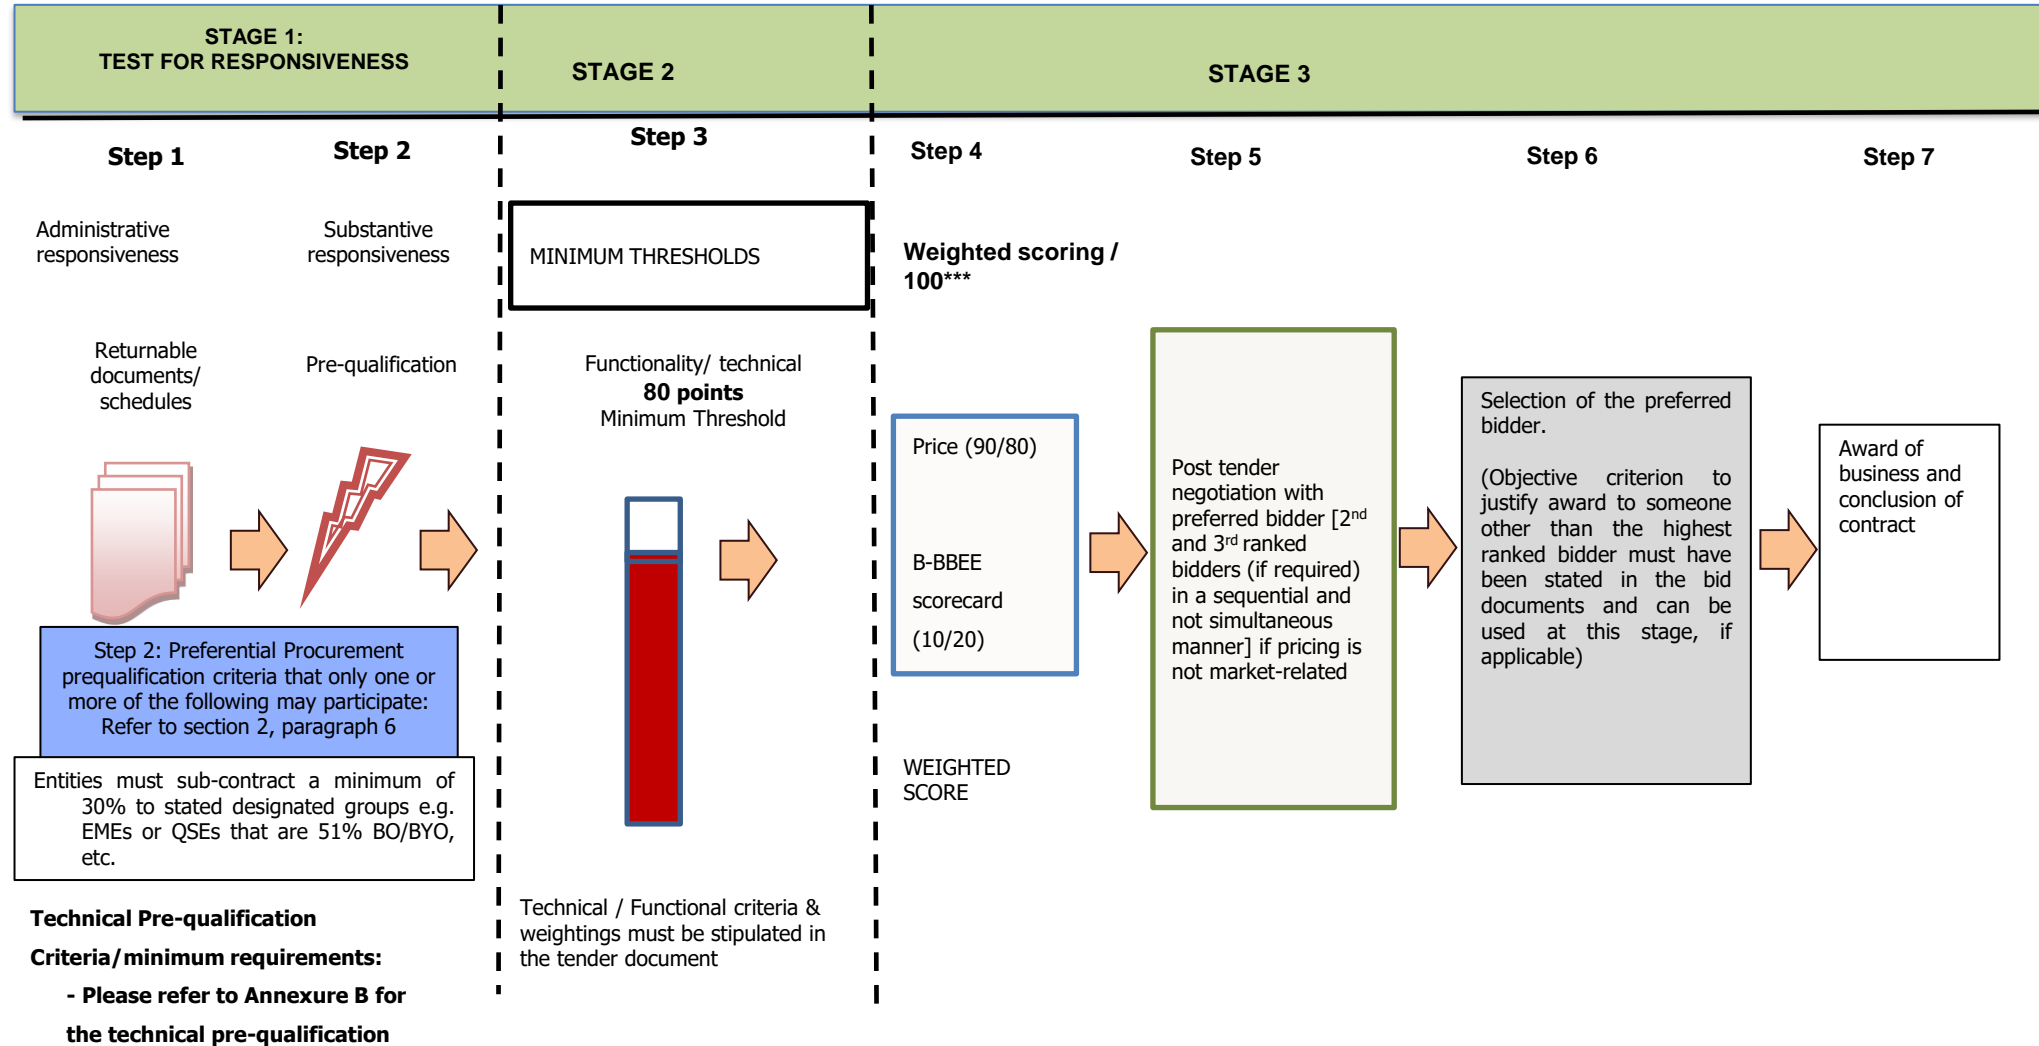 STAGE 1:
TEST FOR RESPONSIVENESS
STAGE 2
STAGE 3
Step 1
Step 2
Step 3
Step 4
Step 5
Step 6
Step 7
Administrative
responsiveness
Substantive
responsiveness
MINIMUM THRESHOLDS
Weighted scoring /
100***
Returnable
documents/
schedules
Pre-qualification
Functionality/ technical
80 points
Minimum Threshold
Step 2: Preferential Procurement
prequalification criteria that only one or
more of the following may participate:
Refer to section 2, paragraph 6
Entities must sub-contract a minimum of
30% to stated designated groups e.g.
EMEs or QSEs that are 51% BO/BYO,
etc.
Technical Pre-qualification
Criteria/minimum requirements:
- Please refer to Annexure B for
the technical pre-qualification
Technical / Functional criteria &
weightings must be stipulated in
the tender document
Price (90/80)
B-BBEE
scorecard
(10/20)
WEIGHTED
SCORE
Post tender
negotiation with
preferred bidder [2nd
and 3rd ranked
bidders (if required)
in a sequential and
not simultaneous
manner] if pricing is
not market-related
Selection of the preferred
bidder.
(Objective criterion to
justify award to someone
other than the highest
ranked bidder must have
been stated in the bid
documents and can be
used at this stage, if
applicable)
Award of
business and
conclusion of
contract